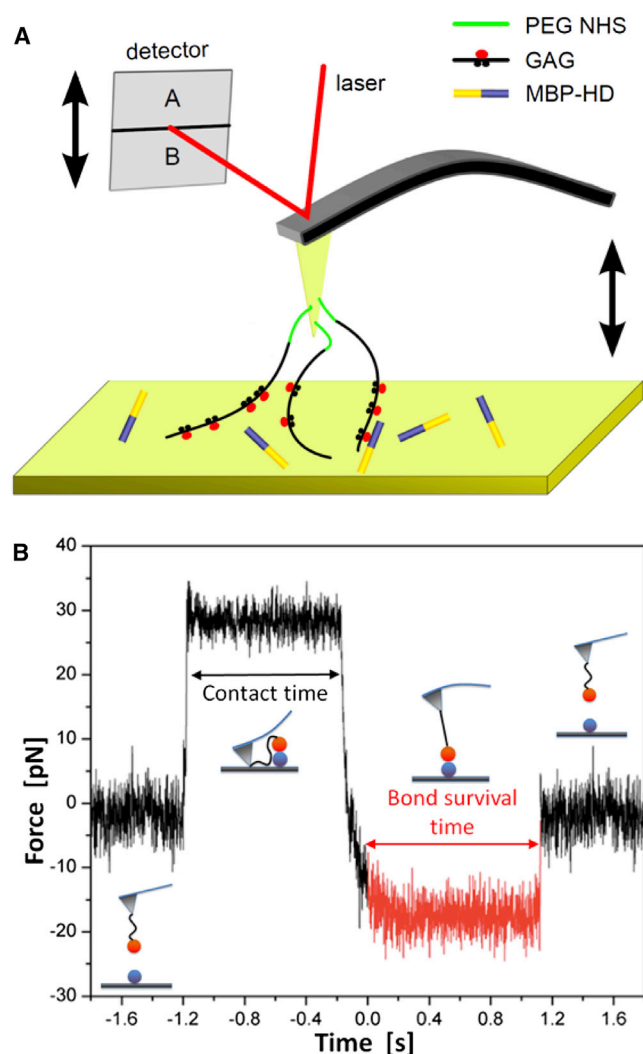 A
PEG NHS
GAG
MBP-HD
detector
laser
A
B
B
40
30
20
10
0
-10
-20
-30
Force [pN]
Contact time
Bond survival
time
-1.6 -1.2 -0.8 -0.4 0.0 0.4 0.8 1.2 1.6
Time [s]